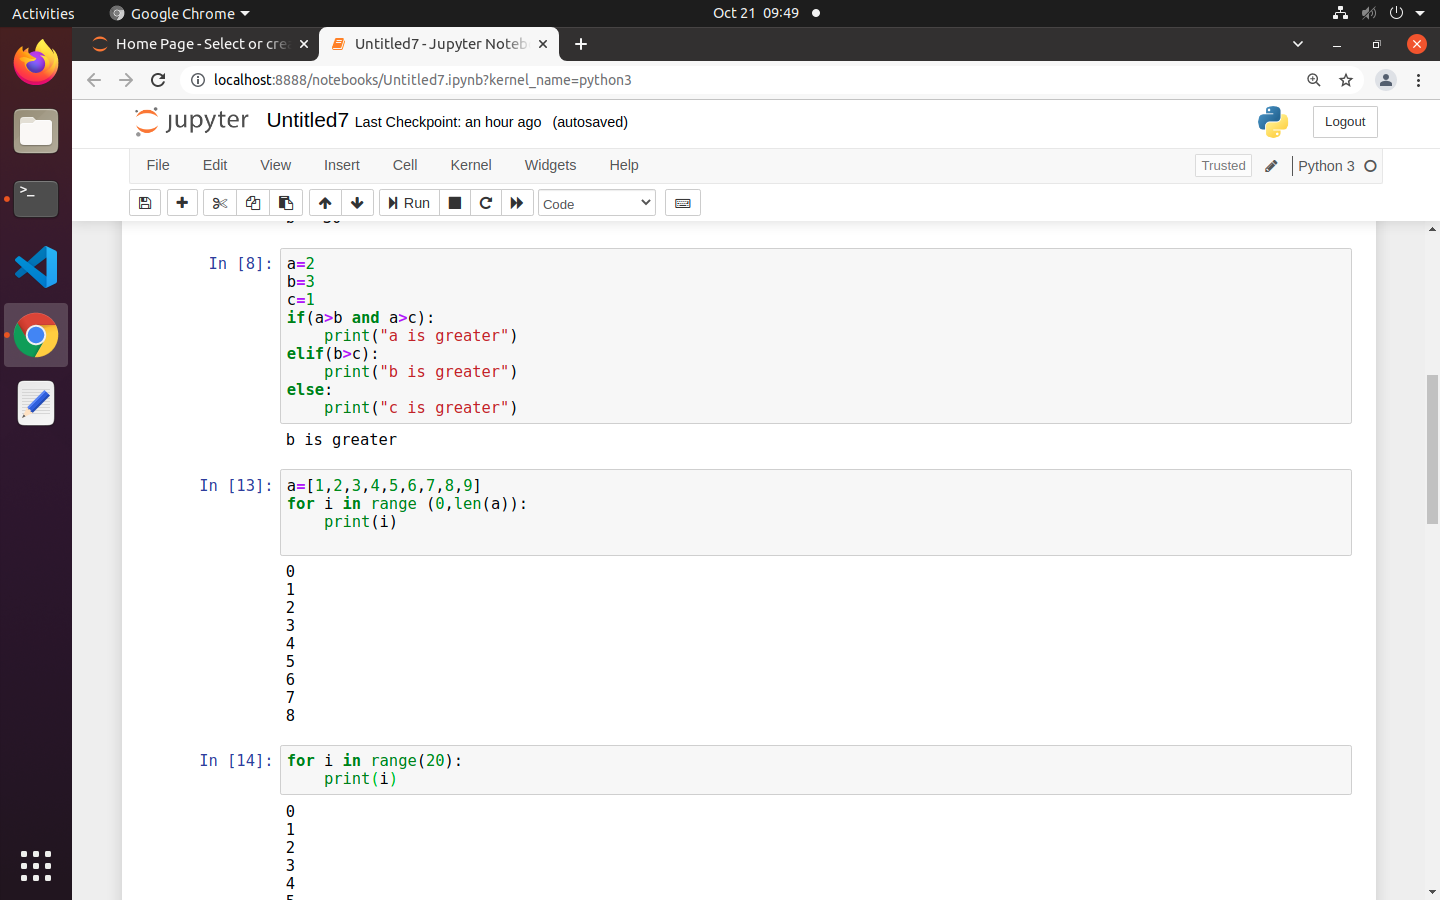 Activities Google Chrome Oct 21 09:49
Home Page - Select or cre Untitled7 - Jupyter Noteb
localhost:8888/notebooks/Untitled7.ipynb?kernel_name=python3
jupyter Untitled7 Last Checkpoint: an hour ago (autosaved) Logout
File Edit View Insert Cell Kernel Widgets Help Trusted Python 3
Run Code
In [8]: a=2
b=3
c=1
if(a>b and a>c):
    print("a is greater")
elif(b>c):
    print("b is greater")
else:
    print("c is greater")
b is greater
In [13]: a=[1,2,3,4,5,6,7,8,9]
for i in range (0,len(a)):
    print(i)
0
1
2
3
4
5
6
7
8
In [14]: for i in range(20):
    print(i)
0
1
2
3
4